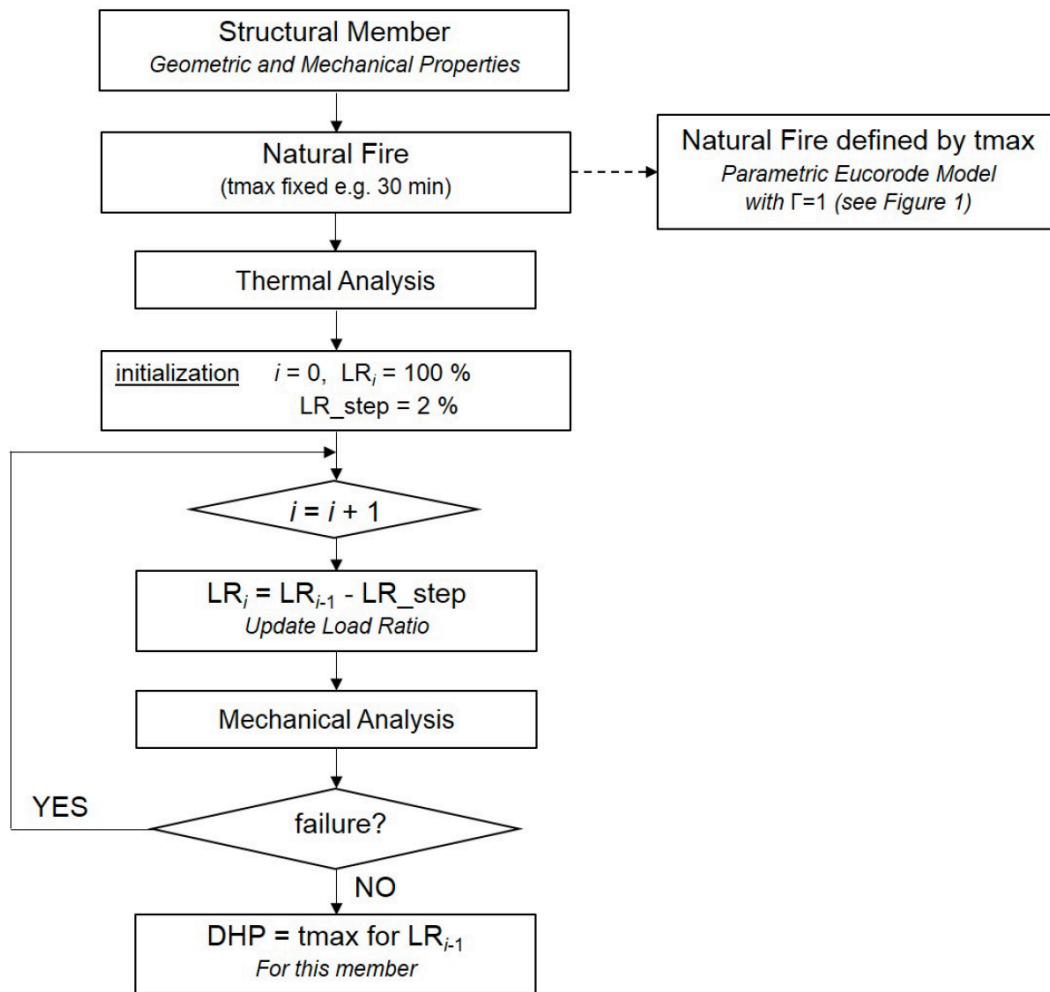 Structural Member
Geometric and Mechanical Properties
Natural Fire
(tmax fixed e.g. 30 min)
Natural Fire defined by tmax
Parametric Eucorode Model
with Γ=1 (see Figure 1)
Thermal Analysis
initialization i = 0, LRi = 100 %
LR_step = 2 %
i = i + 1
LRi = LRi-1 - LR_step
Update Load Ratio
Mechanical Analysis
YES
failure?
NO
DHP = tmax for LRi-1
For this member